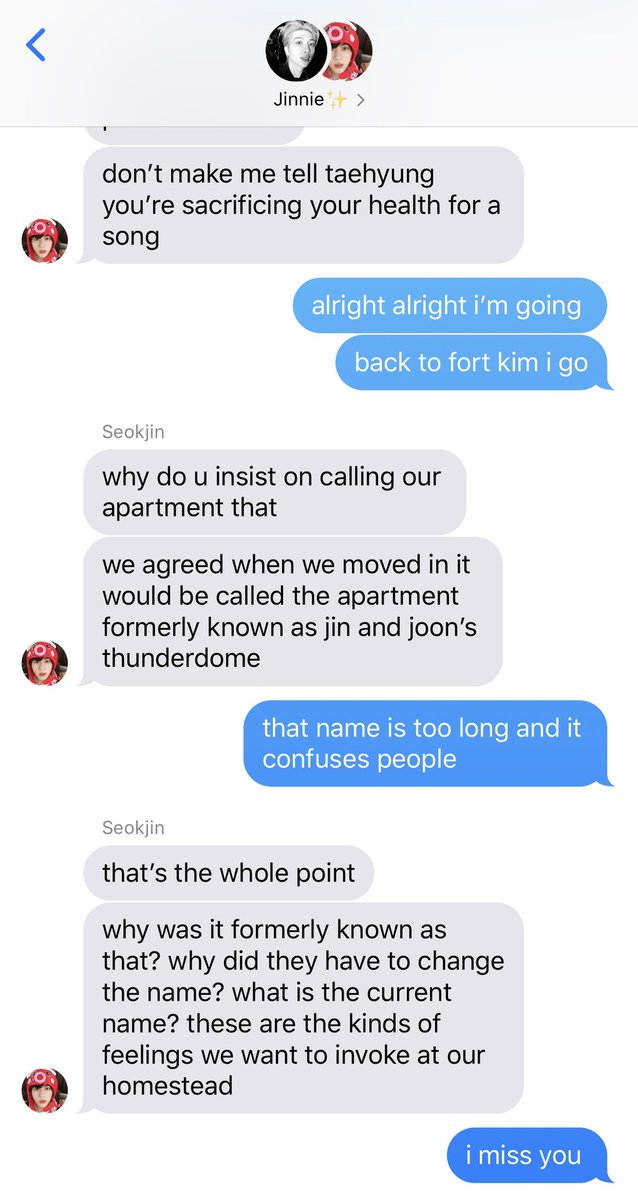 Jinnie✨ >
don't make me tell taehyung
you're sacrificing your health for a
song
alright alright i'm going
back to fort kim i go
Seokjin
why do u insist on calling our
apartment that
we agreed when we moved in it
would be called the apartment
formerly known as jin and joon's
thunderdome
that name is too long and it
confuses people
Seokjin
that's the whole point
why was it formerly known as
that? why did they have to change
the name? what is the current
name? these are the kinds of
feelings we want to invoke at our
homestead
i miss you